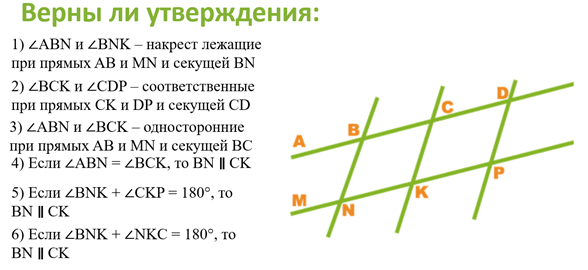 Верны ли утверждения:
1) ∠ABN и ∠BNK – накрест лежащие
при прямых AB и MN и секущей BN
2) ∠BCK и ∠CDP – соответственные
при прямых CK и DP и секущей CD
3) ∠ABN и ∠BCK – односторонние
при прямых AB и MN и секущей BC
4) Если ∠ABN = ∠BCK, то BN ∥ CK
5) Если ∠BNK + ∠CKP = 180°, то
BN ∥ CK
6) Если ∠BNK + ∠NKC = 180°, то
BN ∥ CK
D
C
B
A
P
K
M
N